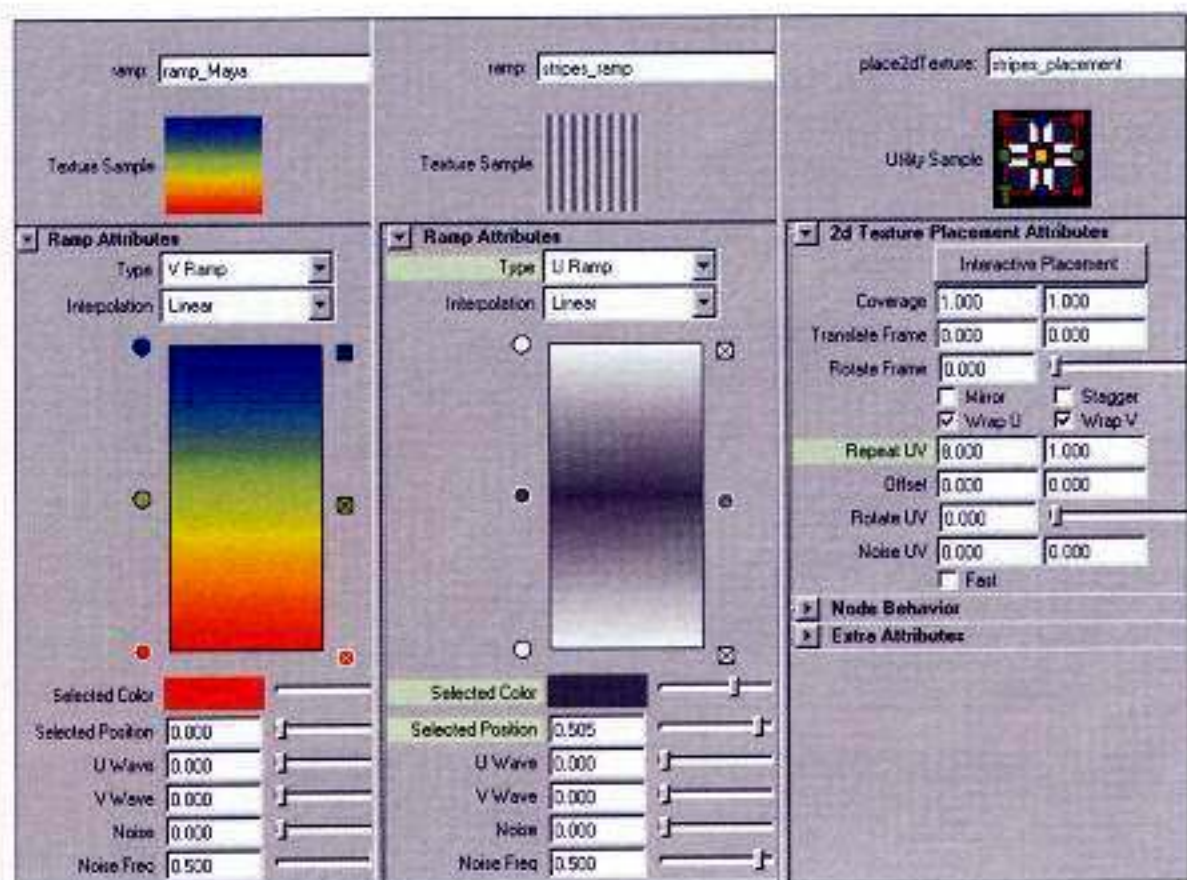 ramp: ramp_Maya
Texture Sample
Ramp Attributes
Type V Ramp
Interpolation Linear
Selected Color
Selected Position 0.000
U Wave 0.000
V Wave 0.000
Noise 0.000
Noise Freq 0.500
ramp: stripes_ramp
Texture Sample
Ramp Attributes
Type U Ramp
Interpolation Linear
Selected Color
Selected Position 0.505
U Wave 0.000
V Wave 0.000
Noise 0.000
Noise Freq 0.500
place2dTexture: stripes_placement
Utility Sample
2d Texture Placement Attributes
Interactive Placement
Coverage 1.000 1.000
Translate Frame 0.000 0.000
Rotate Frame 0.000
Mirror Stagger
Wrap U Wrap V
Repeat UV 8.000 1.000
Offset 0.000 0.000
Rotate UV 0.000
Noise UV 0.000 0.000
Fast
Node Behavior
Extra Attributes